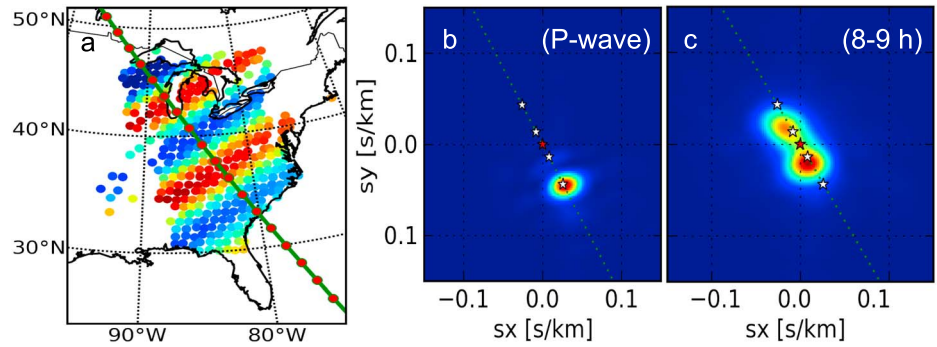 50°N
40°N
30°N
90°W 80°W
a
b (P-wave)
sy [s/km]
0.1
0.0
0.1
−0.1 0.0 0.1
sx [s/km]
c (8-9 h)
−0.1 0.0 0.1
sx [s/km]